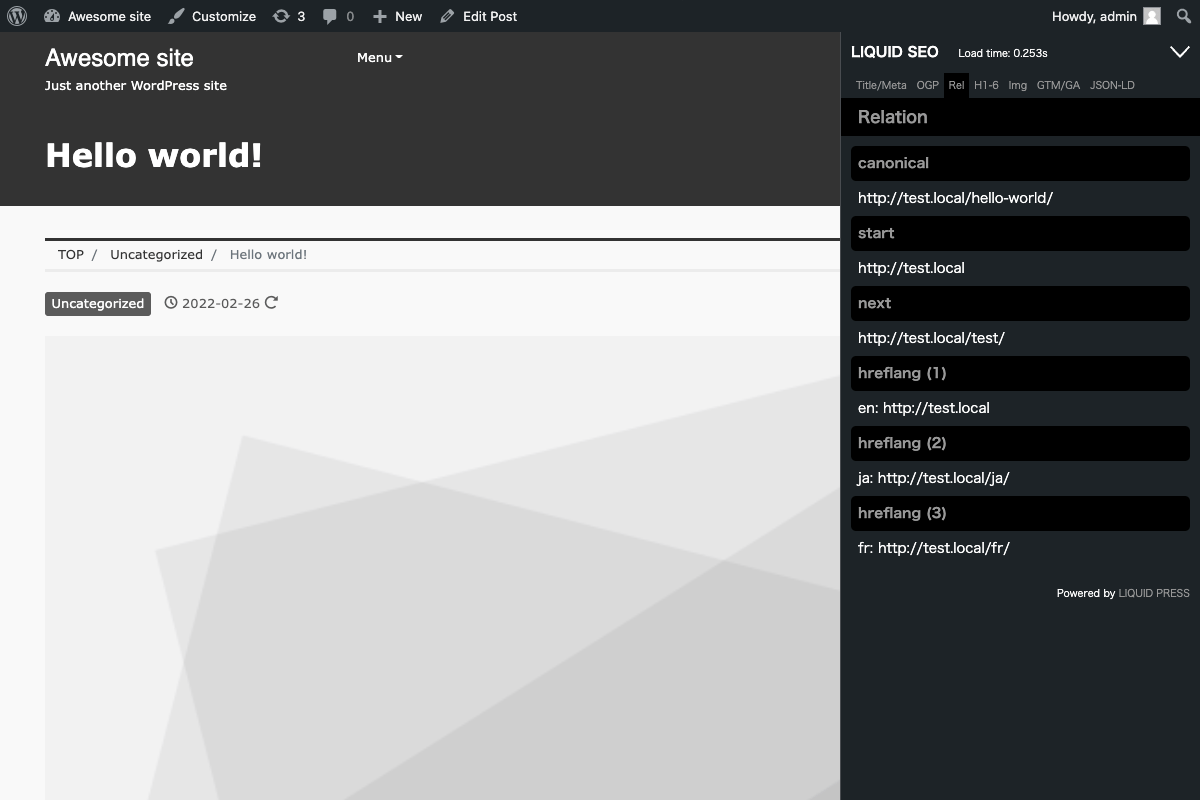 Awesome site Customize 3 0 New Edit Post Howdy, admin
Awesome site
Menu
Just another WordPress site
Hello world!
TOP / Uncategorized / Hello world!
Uncategorized 2022-02-26
LIQUID SEO Load time: 0.253s
Title/Meta OGP Rel H1-6 Img GTM/GA JSON-LD
Relation
canonical
http://test.local/hello-world/
start
http://test.local
next
http://test.local/test/
hreflang (1)
en: http://test.local
hreflang (2)
ja: http://test.local/ja/
hreflang (3)
fr: http://test.local/fr/
Powered by LIQUID PRESS